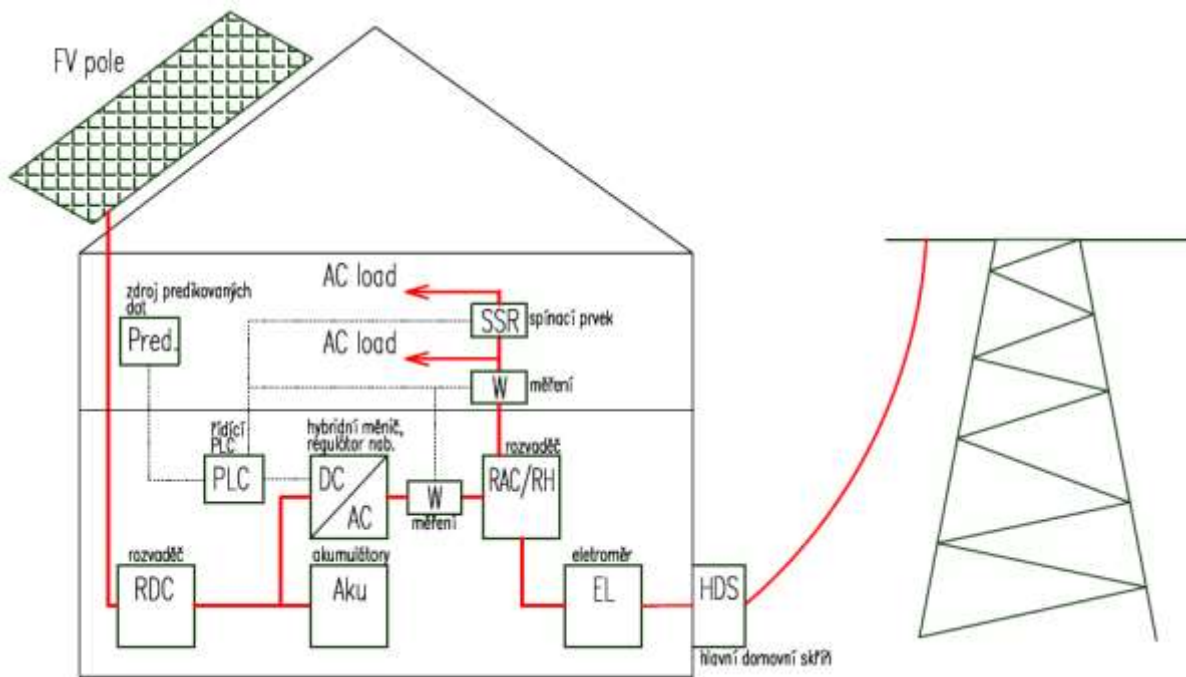 FV pole
AC load
zdroj predikovaných
dat
Pred.
SSR
spínací prvek
AC load
W
měření
řídící
PLC
PLC
hybridní měnič,
regulátor nab.
DC
AC
W
měření
rozvaděč
RAC/RH
rozvaděč
RDC
akumulátory
Aku
eletroměr
EL
HDS
hlavní domovní skříň